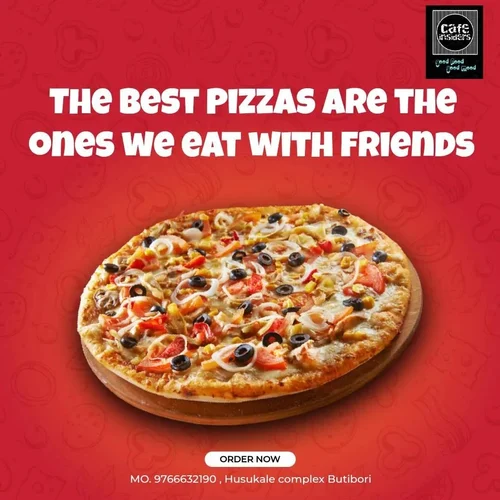 cafe
insiders
Good Food
Good Mood
THE BEST PIZZAS ARE THE
ONES WE EAT WITH FRIENDS
ORDER NOW
MO. 9766632190 , Husukale complex Butibori